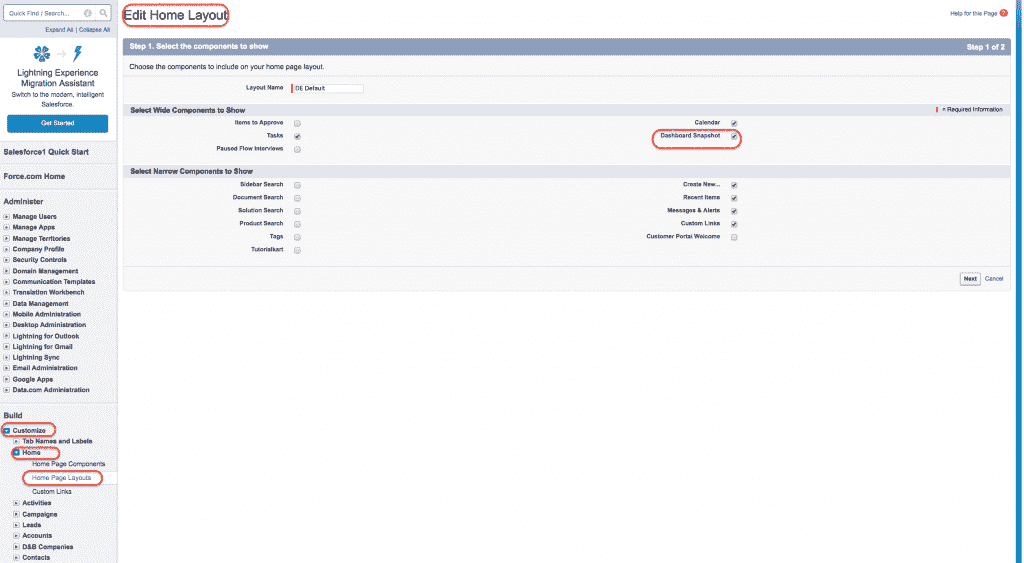 Quick Find / Search...
Expand All | Collapse All
Lightning Experience
Migration Assistant
Switch to the modern, intelligent
Salesforce.
Get Started
Salesforce1 Quick Start
Force.com Home
Administer
Manage Users
Manage Apps
Manage Territories
Company Profile
Security Controls
Domain Management
Communication Templates
Translation Workbench
Data Management
Mobile Administration
Desktop Administration
Lightning for Outlook
Lightning for Gmail
Lightning Sync
Email Administration
Google Apps
Data.com Administration
Build
Customize
Tab Names and Labels
Home
Home Page Components
Home Page Layouts
Custom Links
Activities
Campaigns
Leads
Accounts
D&B Companies
Contacts
Edit Home Layout
Help for this Page ?
Step 1. Select the components to show
Step 1 of 2
Choose the components to include on your home page layout.
Layout Name DE Default
Select Wide Components to Show
= Required Information
Items to Approve
Calendar
Tasks
Dashboard Snapshot
Paused Flow Interviews
Select Narrow Components to Show
Sidebar Search
Create New...
Document Search
Recent Items
Solution Search
Messages & Alerts
Product Search
Custom Links
Tags
Customer Portal Welcome
Tutorialkart
Next Cancel